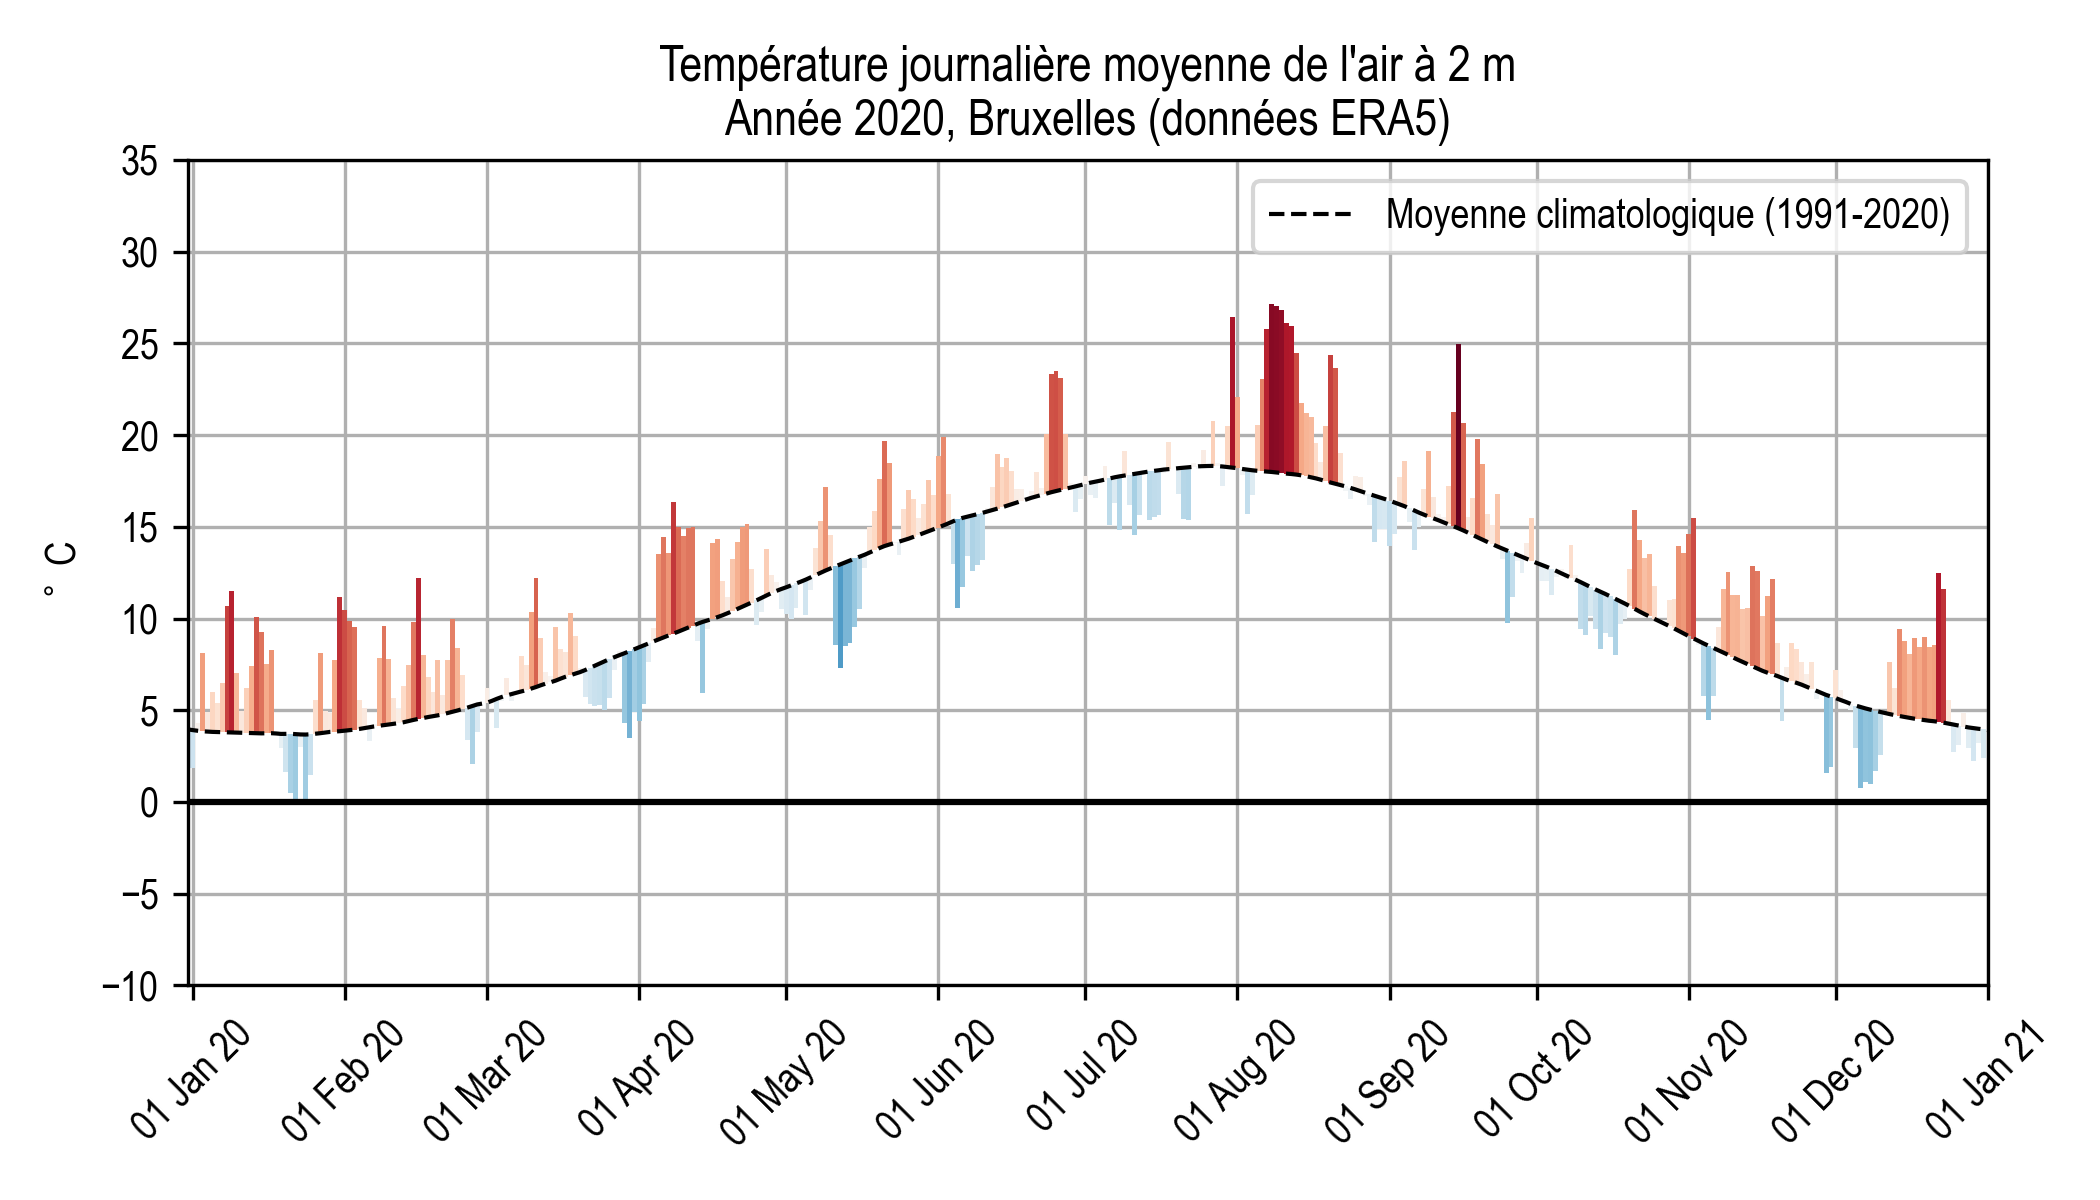 Température journalière moyenne de l'air à 2 m
Année 2020, Bruxelles (données ERA5)
Moyenne climatologique (1991-2020)
° C
35
30
25
20
15
10
5
0
−5
−10
01 Jan 20
01 Feb 20
01 Mar 20
01 Apr 20
01 May 20
01 Jun 20
01 Jul 20
01 Aug 20
01 Sep 20
01 Oct 20
01 Nov 20
01 Dec 20
01 Jan 21